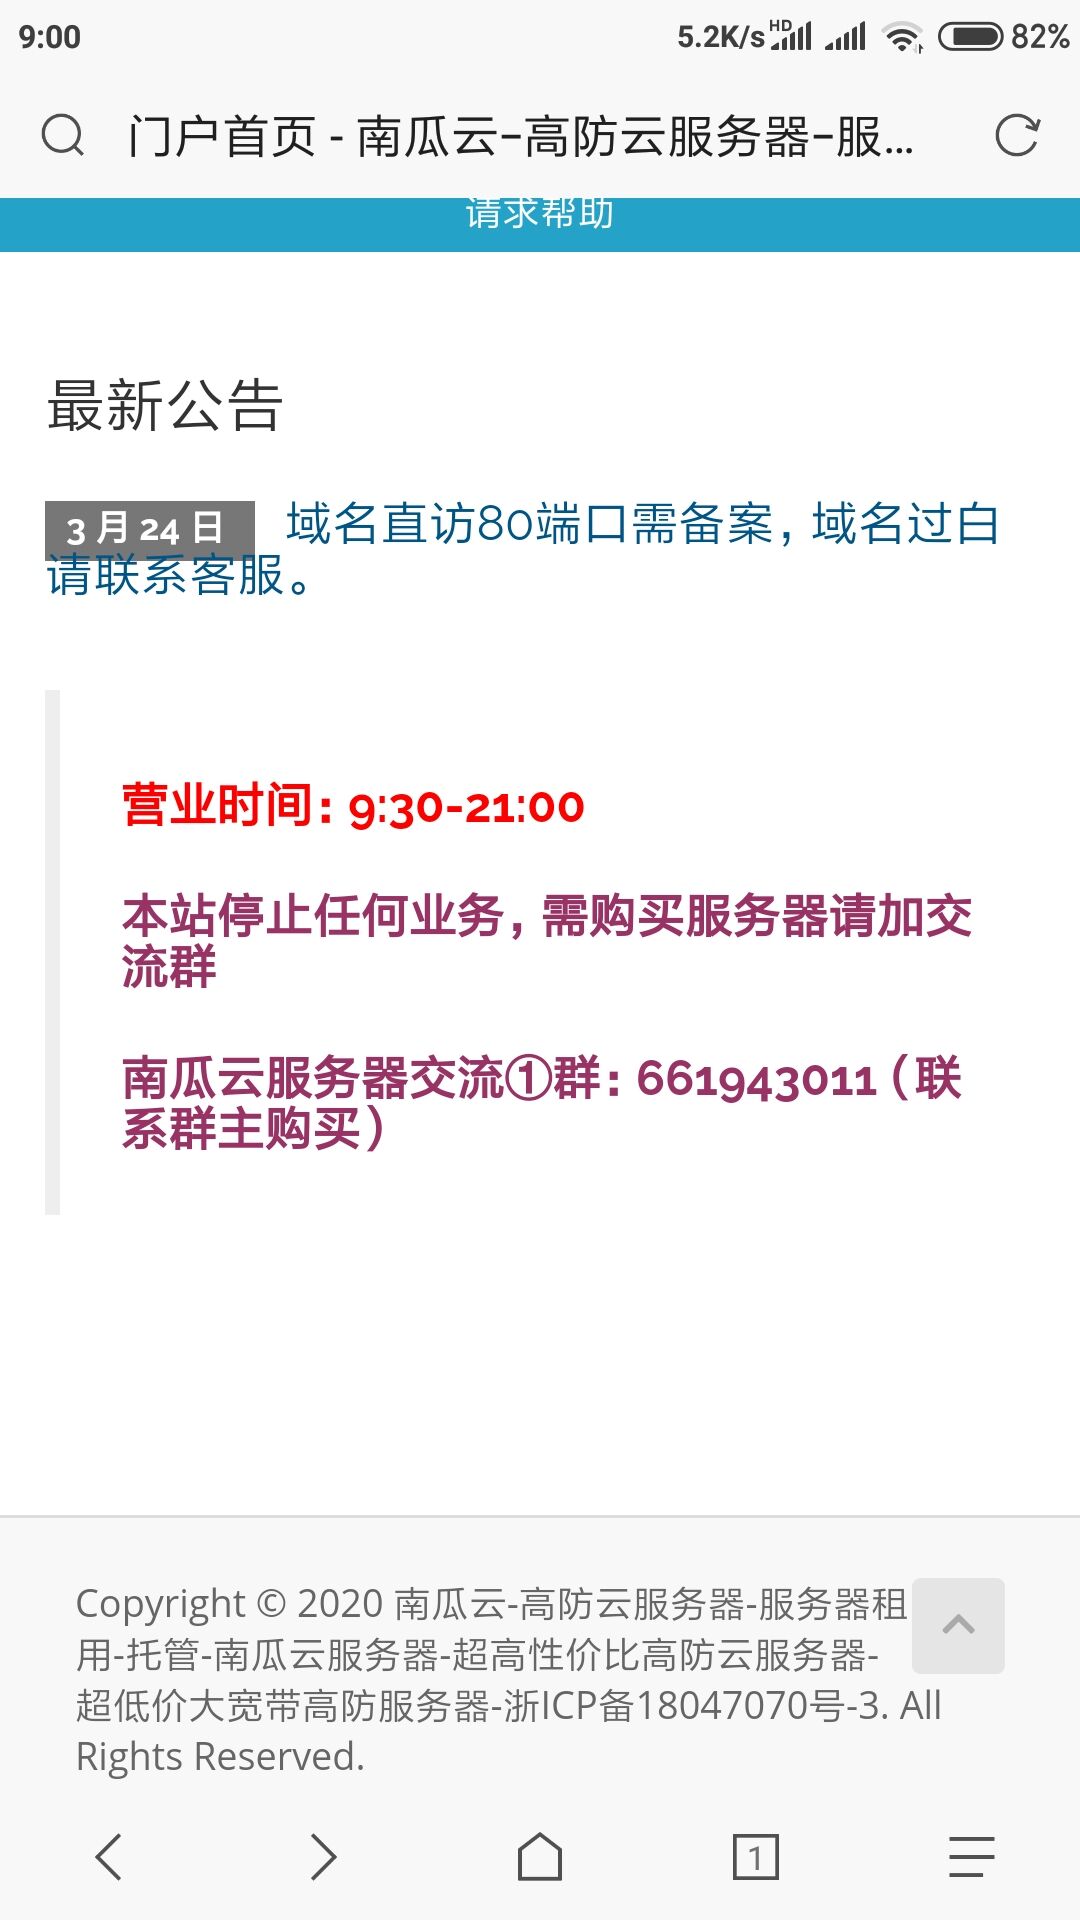 9:00 5.2K/s HD 82%
门户首页 - 南瓜云-高防云服务器-服...
请求帮助
最新公告
3 月 24 日 域名直访80端口需备案，域名过白
请联系客服。
营业时间：9:30-21:00
本站停止任何业务，需购买服务器请加交
流群
南瓜云服务器交流①群：661943011（联
系群主购买）
Copyright © 2020 南瓜云-高防云服务器-服务器租
用-托管-南瓜云服务器-超高性价比高防云服务器-
超低价大宽带高防服务器-浙ICP备18047070号-3. All
Rights Reserved.
1